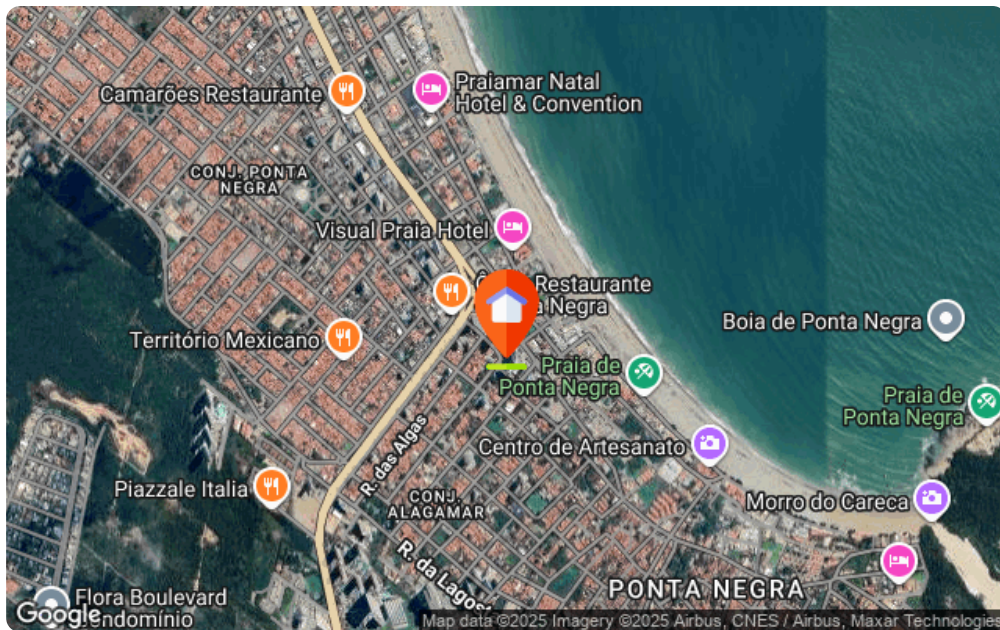 Camarões Restaurante
Praiamar Natal
Hotel & Convention
CONJ. PONTA
NEGRA
Visual Praia Hotel
Restaurante
Negra
Território Mexicano
Boia de Ponta Negra
Praia de
Ponta Negra
Praia de
Ponta Negra
R. das Algas
Centro de Artesanato
Piazzale Italia
CONJ.
ALAGAMAR
Morro do Careca
R. da Lagosta
PONTA NEGRA
Flora Boulevard
Condomínio
Google
Map data ©2025 Imagery ©2025 Airbus, CNES / Airbus, Maxar Technologies